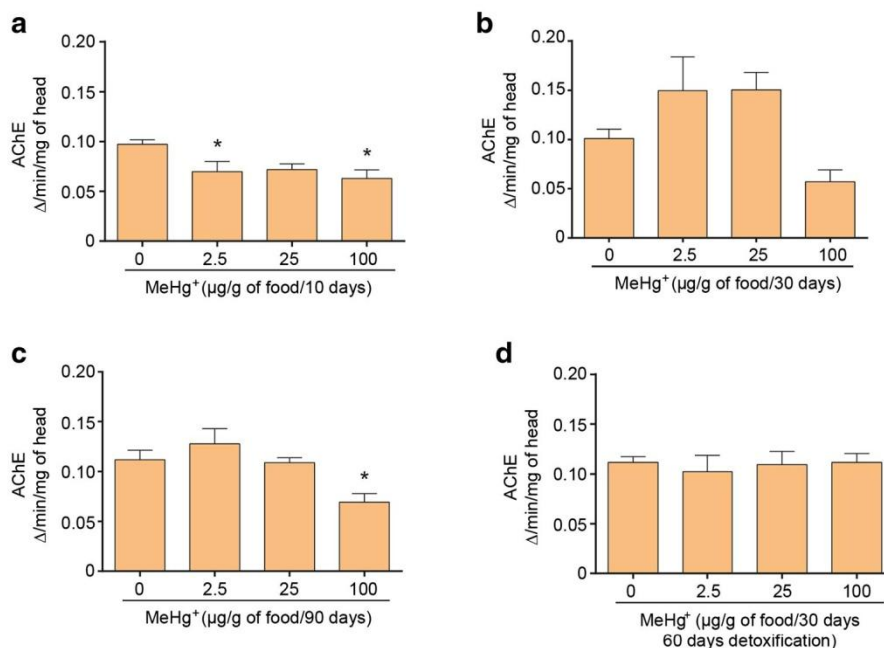 a
AChE
Δ/min/mg of head
0.20
0.15
0.10
0.05
0
*
*
0 2.5 25 100
MeHg⁺ (µg/g of food/10 days)
b
AChE
Δ/min/mg of head
0.20
0.15
0.10
0.05
0
0 2.5 25 100
MeHg⁺ (µg/g of food/30 days)
c
AChE
Δ/min/mg of head
0.20
0.15
0.10
0.05
0
*
0 2.5 25 100
MeHg⁺ (µg/g of food/90 days)
d
AChE
Δ/min/mg of head
0.20
0.15
0.10
0.05
0
0 2.5 25 100
MeHg⁺ (µg/g of food/30 days
60 days detoxification)